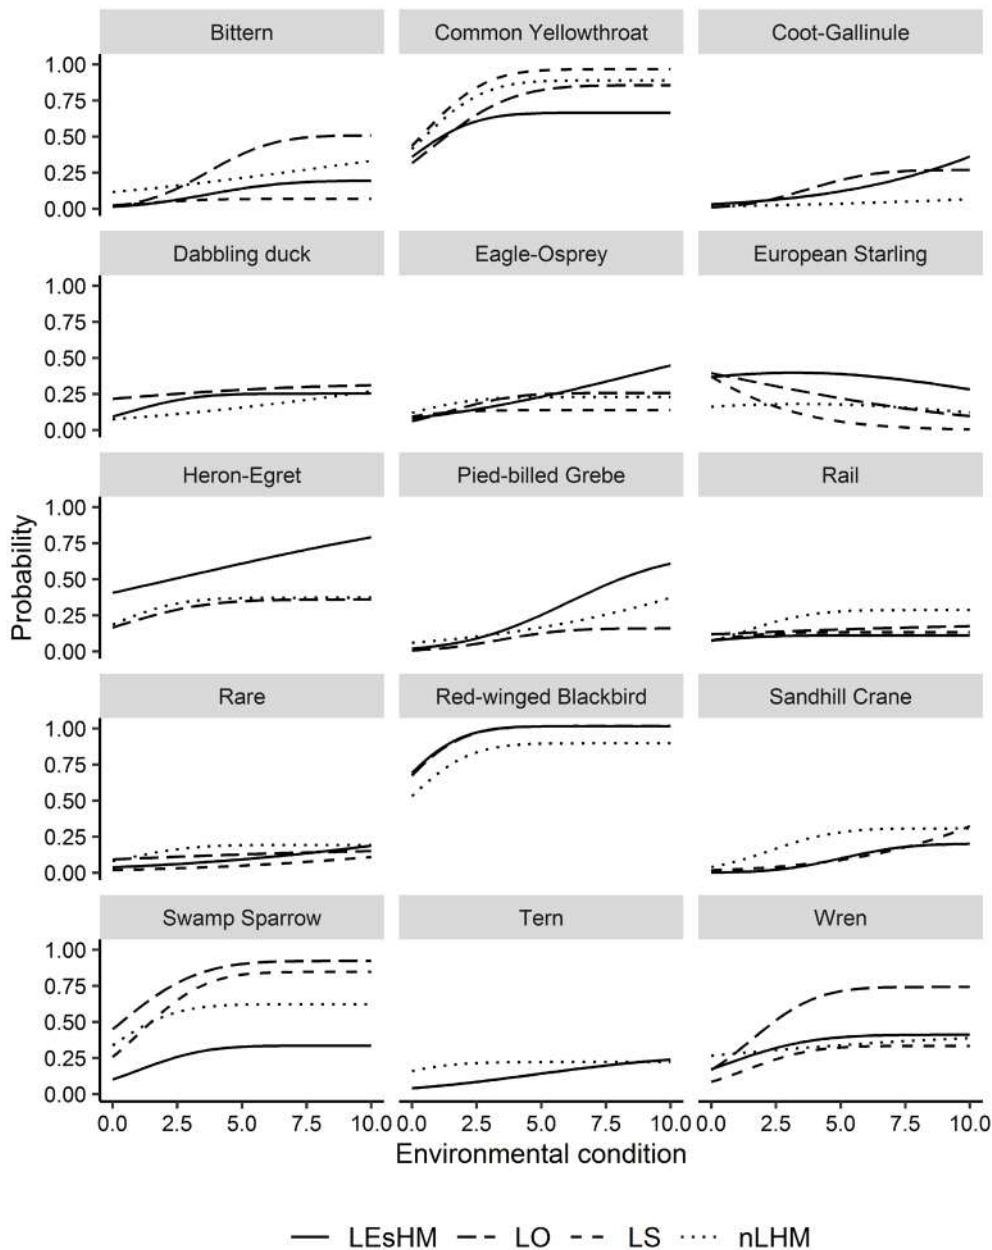 Bittern
Common Yellowthroat
Coot-Gallinule
1.00
0.75
0.50
0.25
0.00
Dabbling duck
Eagle-Osprey
European Starling
1.00
0.75
0.50
0.25
0.00
Heron-Egret
Pied-billed Grebe
Rail
1.00
0.75
0.50
0.25
0.00
Probability
Rare
Red-winged Blackbird
Sandhill Crane
1.00
0.75
0.50
0.25
0.00
Swamp Sparrow
Tern
Wren
1.00
0.75
0.50
0.25
0.00
0.0 2.5 5.0 7.5 10.0 0.0 2.5 5.0 7.5 10.0 0.0 2.5 5.0 7.5 10.0
Environmental condition
LEsHM LO LS nLHM